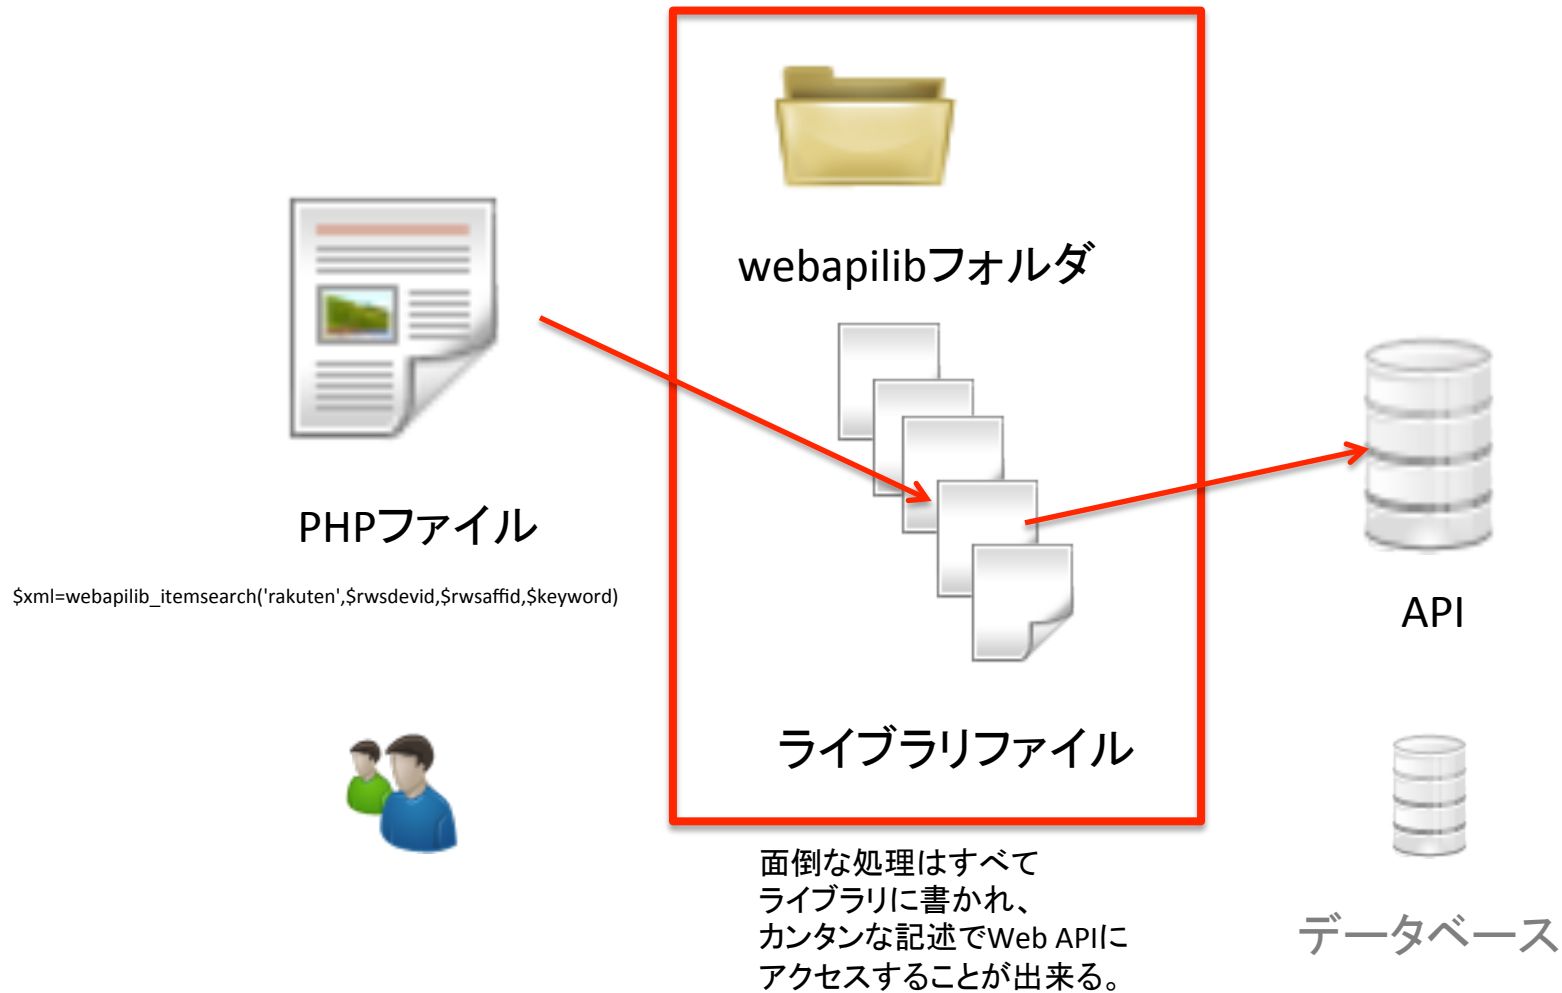 webapilibフォルダ
PHPファイル
$xml=webapilib_itemsearch('rakuten',$rwsdevid,$rwsaffid,$keyword)
API
ライブラリファイル
面倒な処理はすべて
ライブラリに書かれ、
カンタンな記述でWeb APIに
アクセスすることが出来る。
データベース